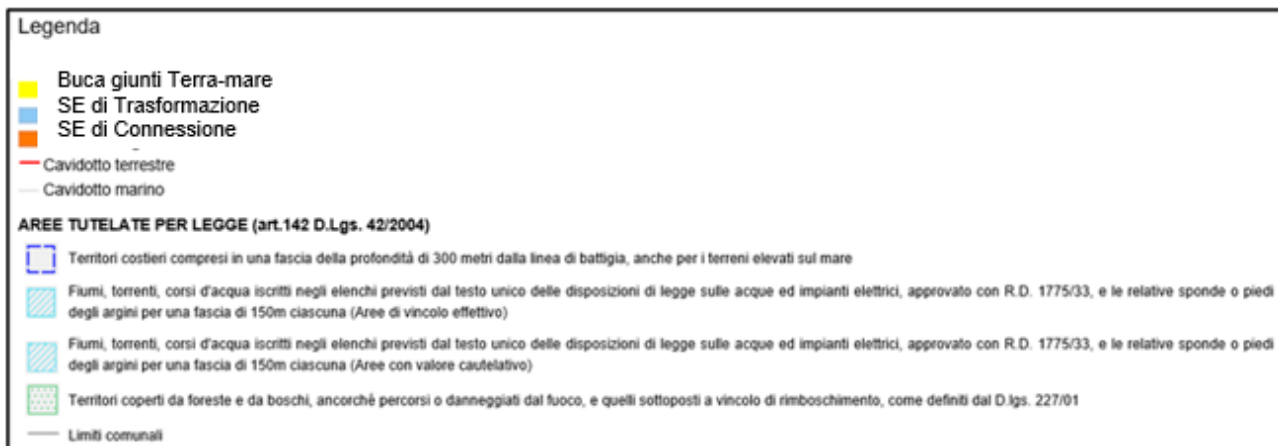 Legenda
Buca giunti Terra-mare
SE di Trasformazione
SE di Connessione
Cavidotto terrestre
Cavidotto marino
AREE TUTELATE PER LEGGE (art.142 D.Lgs. 42/2004)
Territori costieri compresi in una fascia della profondità di 300 metri dalla linea di battigia, anche per i terreni elevati sul mare
Fiumi, torrenti, corsi d'acqua iscritti negli elenchi previsti dal testo unico delle disposizioni di legge sulle acque ed impianti elettrici, approvato con R.D. 1775/33, e le relative sponde o piedi
degli argini per una fascia di 150m ciascuna (Aree di vincolo effettivo)
Fiumi, torrenti, corsi d'acqua iscritti negli elenchi previsti dal testo unico delle disposizioni di legge sulle acque ed impianti elettrici, approvato con R.D. 1775/33, e le relative sponde o piedi
degli argini per una fascia di 150m ciascuna (Aree con valore cautelativo)
Territori coperti da foreste e da boschi, ancorchè percorsi o danneggiati dal fuoco, e quelli sottoposti a vincolo di rimboschimento, come definiti dal D.lgs. 227/01
Limiti comunali